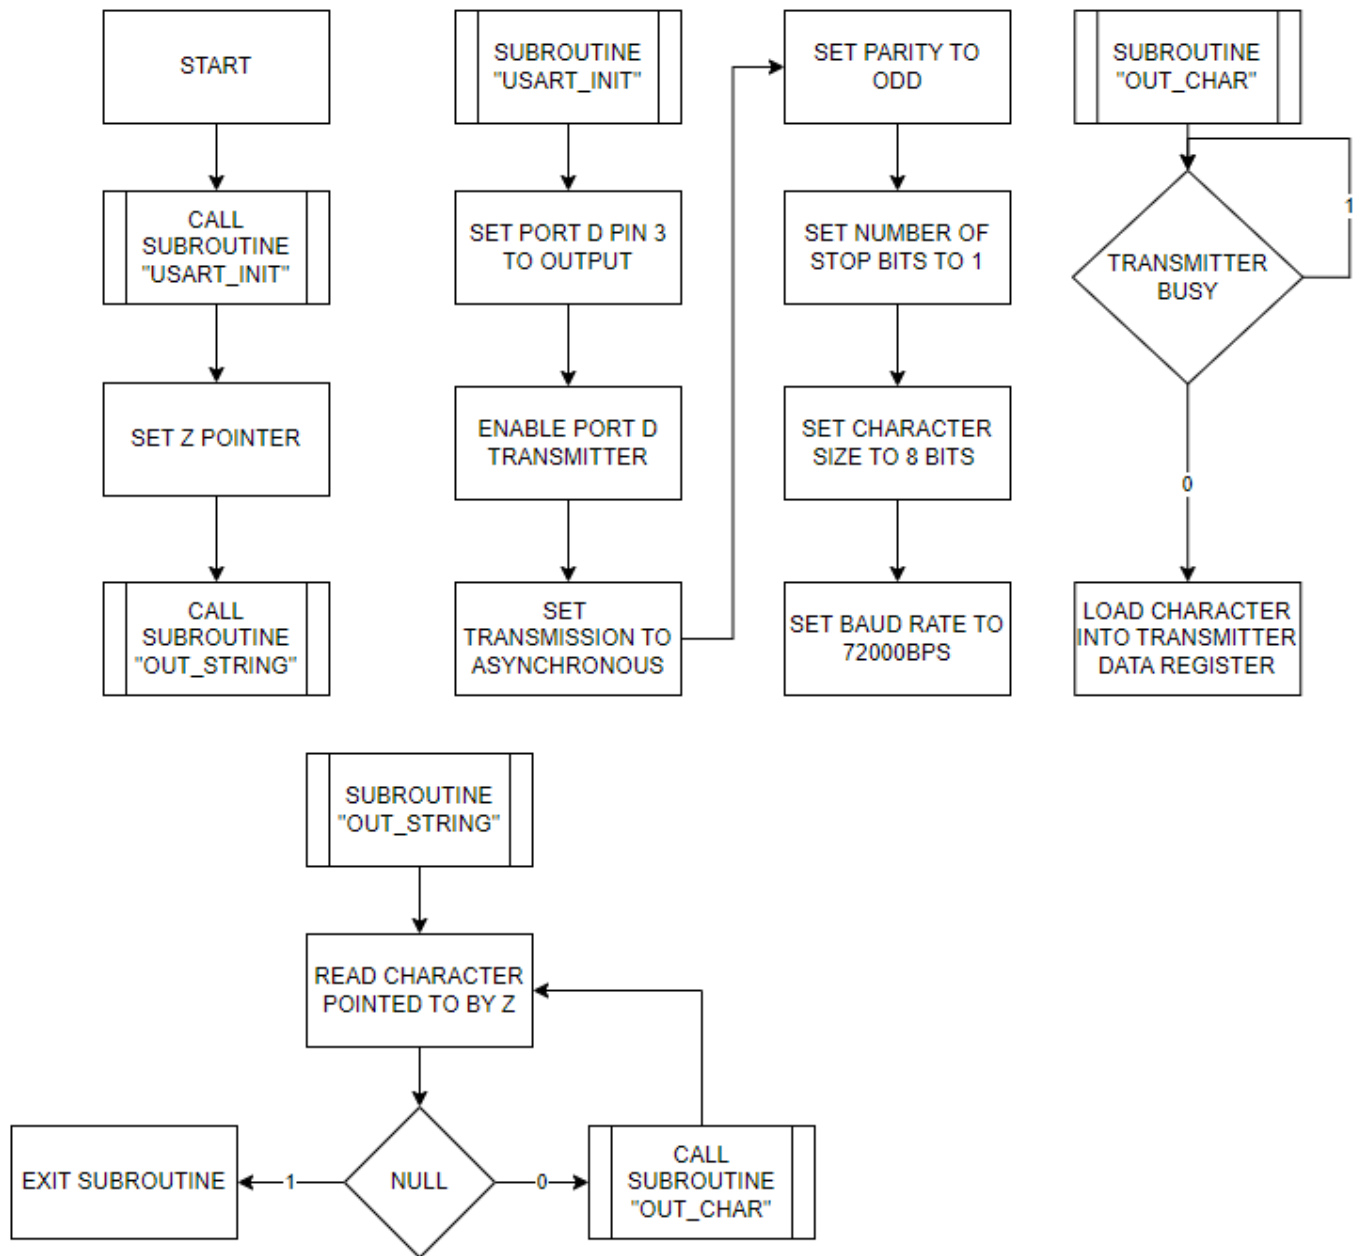 START
CALL
SUBROUTINE
"USART_INIT"
SET Z POINTER
CALL
SUBROUTINE
"OUT_STRING"
SUBROUTINE
"USART_INIT"
SET PORT D PIN 3
TO OUTPUT
ENABLE PORT D
TRANSMITTER
SET
TRANSMISSION TO
ASYNCHRONOUS
SET PARITY TO
ODD
SET NUMBER OF
STOP BITS TO 1
SET CHARACTER
SIZE TO 8 BITS
SET BAUD RATE TO
72000BPS
SUBROUTINE
"OUT_CHAR"
TRANSMITTER
BUSY
1
0
LOAD CHARACTER
INTO TRANSMITTER
DATA REGISTER
SUBROUTINE
"OUT_STRING"
READ CHARACTER
POINTED TO BY Z
NULL
1
EXIT SUBROUTINE
0
CALL
SUBROUTINE
"OUT_CHAR"